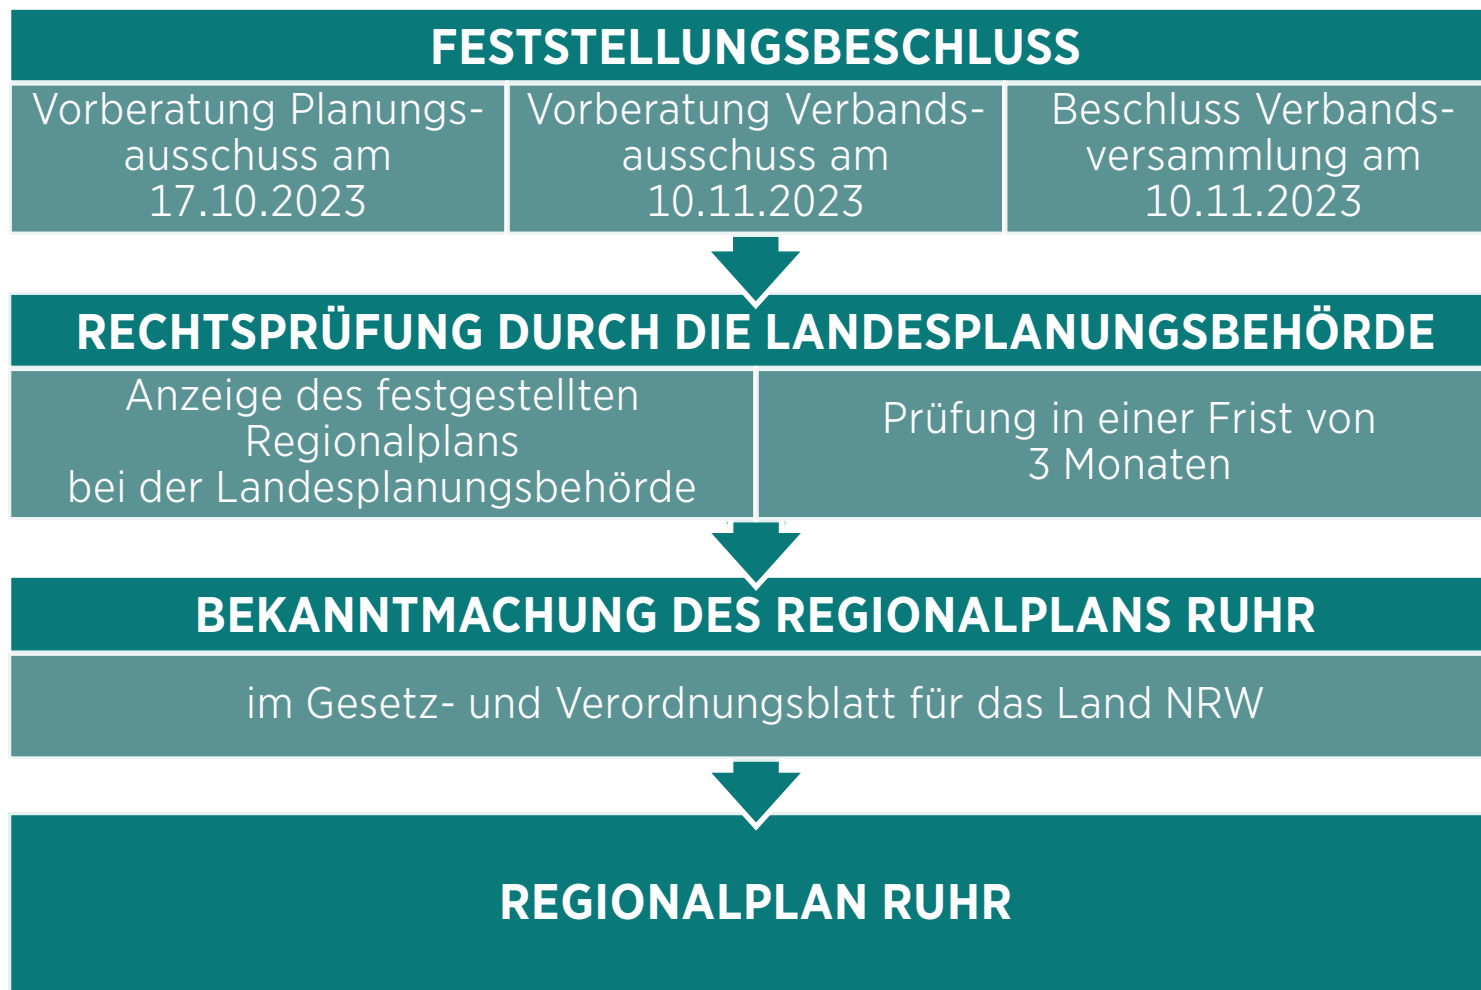 FESTSTELLUNGSBESCHLUSS
Vorberatung Planungs-
ausschuss am
17.10.2023
Vorberatung Verbands-
ausschuss am
10.11.2023
Beschluss Verbands-
versammlung am
10.11.2023
RECHTSPRÜFUNG DURCH DIE LANDESPLANUNGSBEHÖRDE
Anzeige des festgestellten
Regionalplans
bei der Landesplanungsbehörde
Prüfung in einer Frist von
3 Monaten
BEKANNTMACHUNG DES REGIONALPLANS RUHR
im Gesetz- und Verordnungsblatt für das Land NRW
REGIONALPLAN RUHR